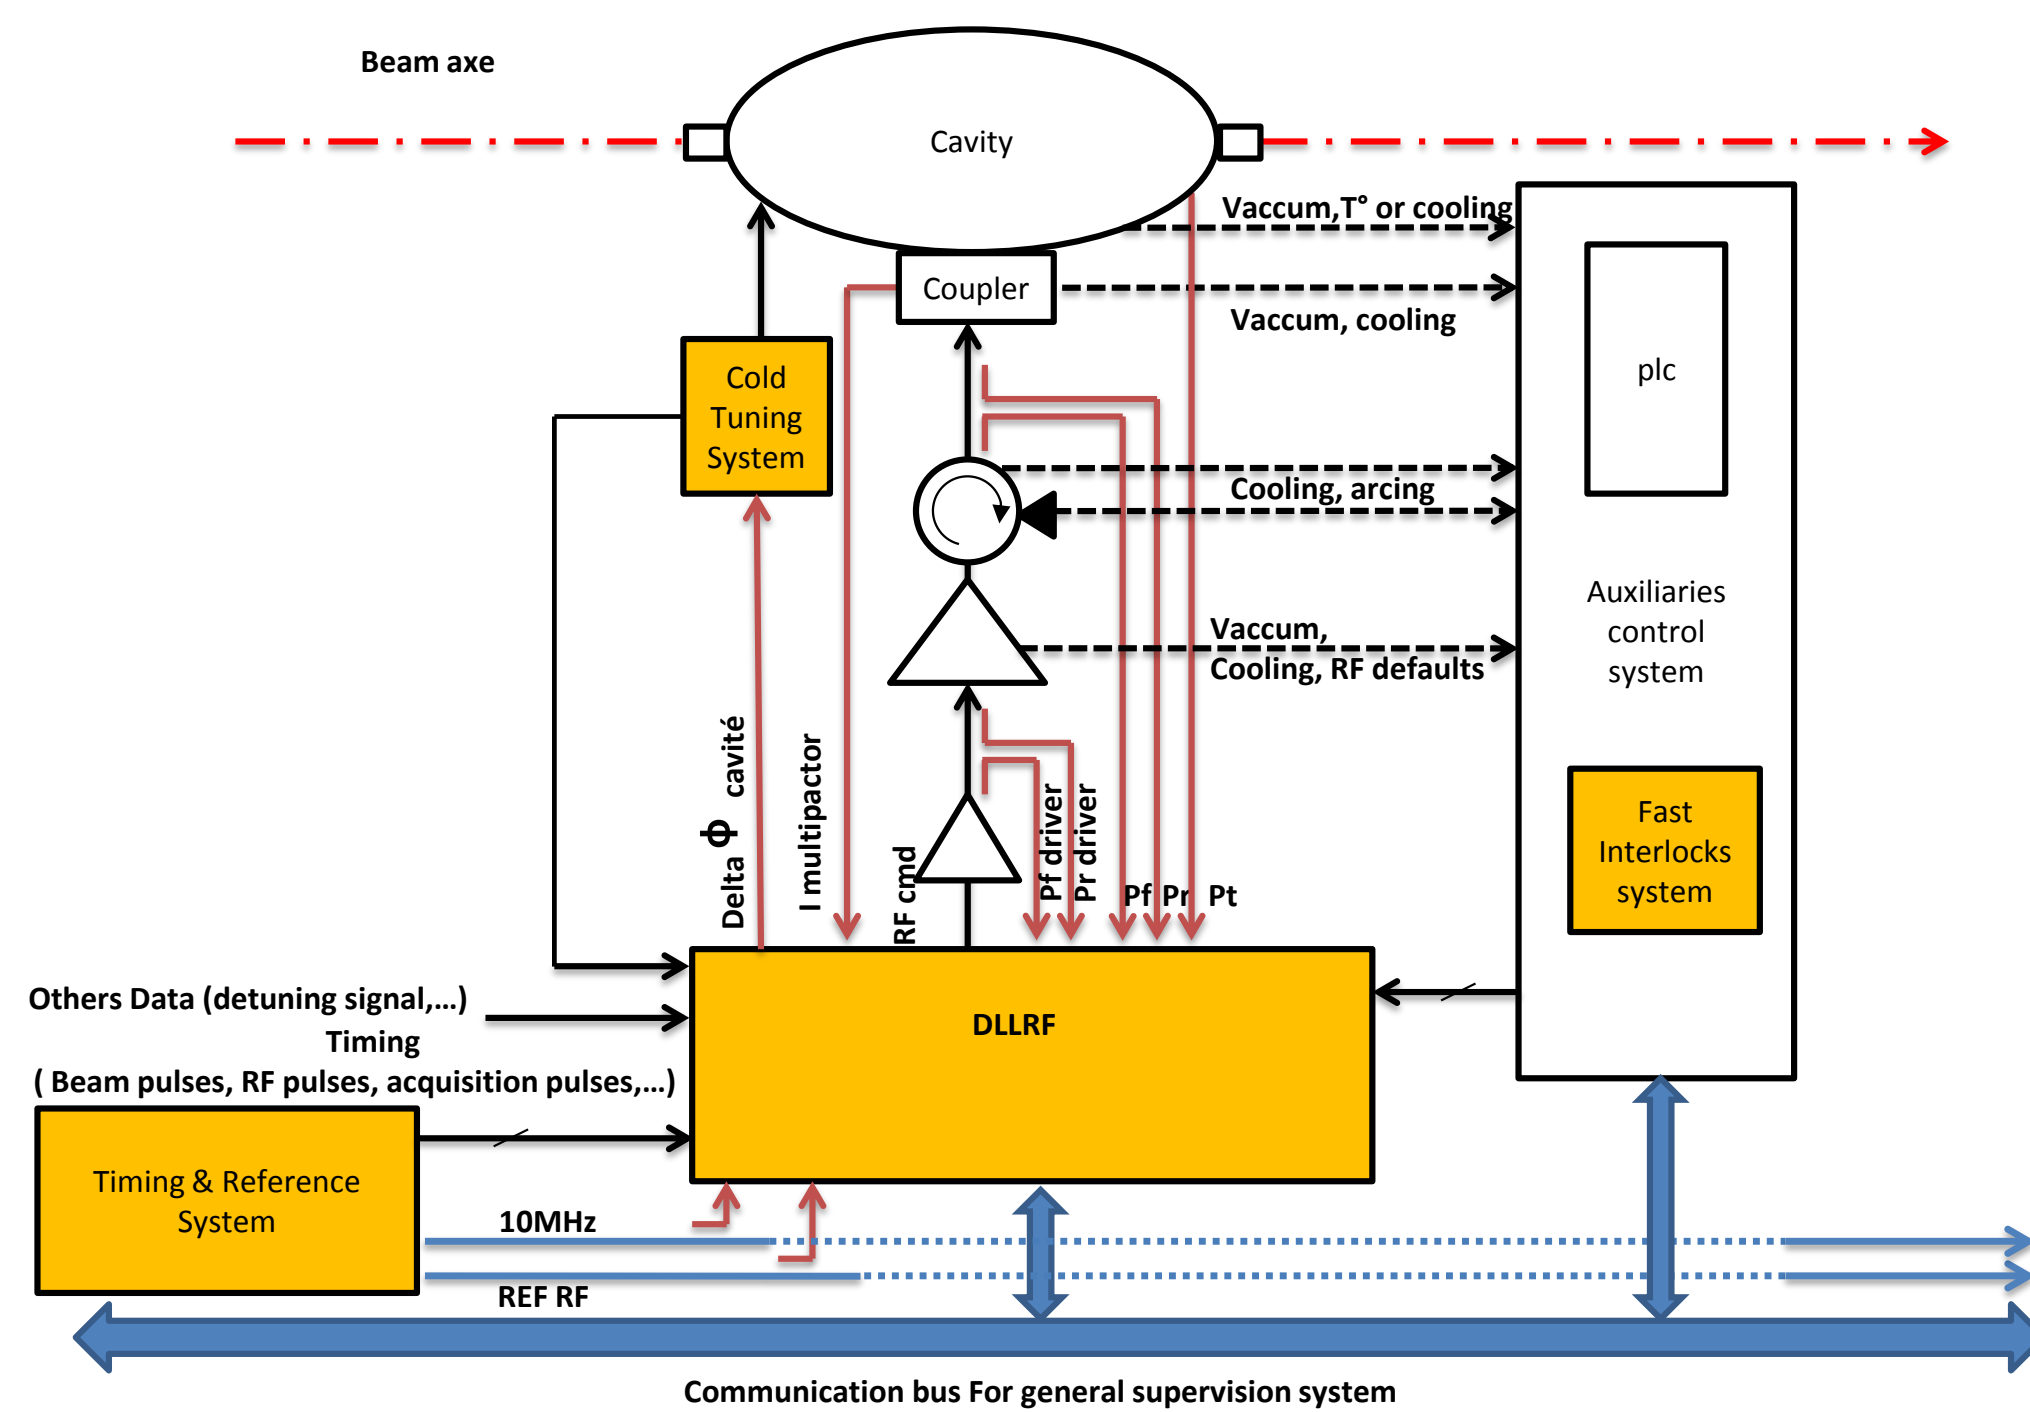 Beam axe
Cavity
Vaccum,T° or cooling
Coupler
Vaccum, cooling
Cold
Tuning
System
plc
Cooling, arcing
Auxiliaries
control
system
Vaccum,
Cooling, RF defaults
Delta Φ cavité
I multipactor
RF cmd
Pf driver
Pr driver
Pf Pr Pt
Fast
Interlocks
system
Others Data (detuning signal,...)
DLLRF
Timing
( Beam pulses, RF pulses, acquisition pulses,...)
Timing & Reference
System
10MHz
REF RF
Communication bus For general supervision system